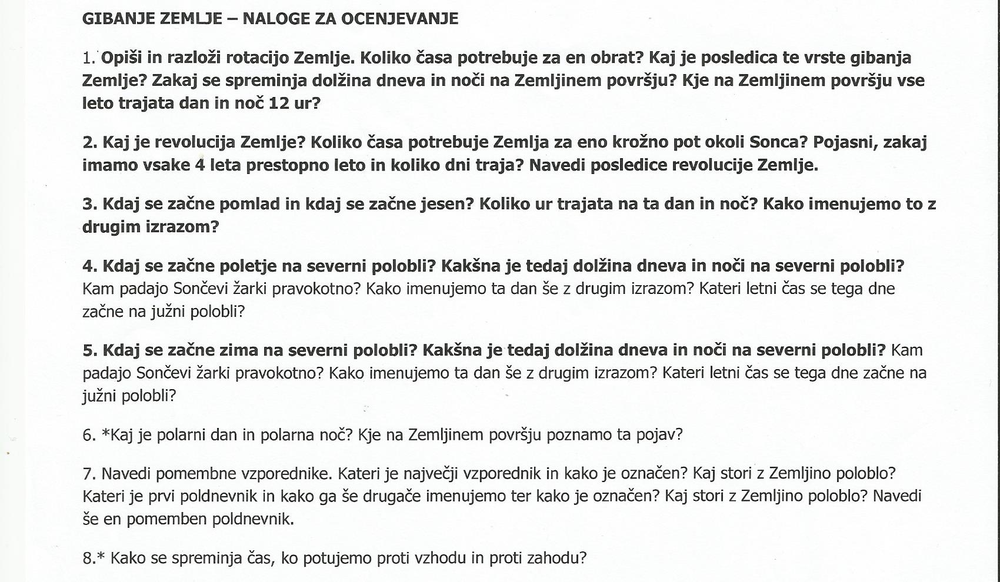 GIBANJE ZEMLJE – NALOGE ZA OCENJEVANJE
1. Opiši in razloži rotacijo Zemlje. Koliko časa potrebuje za en obrat? Kaj je posledica te vrste gibanja
Zemlje? Zakaj se spreminja dolžina dneva in noči na Zemljinem površju? Kje na Zemljinem površju vse
leto trajata dan in noč 12 ur?
2. Kaj je revolucija Zemlje? Koliko časa potrebuje Zemlja za eno krožno pot okoli Sonca? Pojasni, zakaj
imamo vsake 4 leta prestopno leto in koliko dni traja? Navedi posledice revolucije Zemlje.
3. Kdaj se začne pomlad in kdaj se začne jesen? Koliko ur trajata na ta dan in noč? Kako imenujemo to z
drugim izrazom?
4. Kdaj se začne poletje na severni polobli? Kakšna je tedaj dolžina dneva in noči na severni polobli?
Kam padajo Sončevi žarki pravokotno? Kako imenujemo ta dan še z drugim izrazom? Kateri letni čas se tega dne
začne na južni polobli?
5. Kdaj se začne zima na severni polobli? Kakšna je tedaj dolžina dneva in noči na severni polobli? Kam
padajo Sončevi žarki pravokotno? Kako imenujemo ta dan še z drugim izrazom? Kateri letni čas se tega dne začne na
južni polobli?
6. *Kaj je polarni dan in polarna noč? Kje na Zemljinem površju poznamo ta pojav?
7. Navedi pomembne vzporednike. Kateri je največji vzporednik in kako je označen? Kaj stori z Zemljino poloblo?
Kateri je prvi poldnevnik in kako ga še drugače imenujemo ter kako je označen? Kaj stori z Zemljino poloblo? Navedi
še en pomemben poldnevnik.
8.* Kako se spreminja čas, ko potujemo proti vzhodu in proti zahodu?